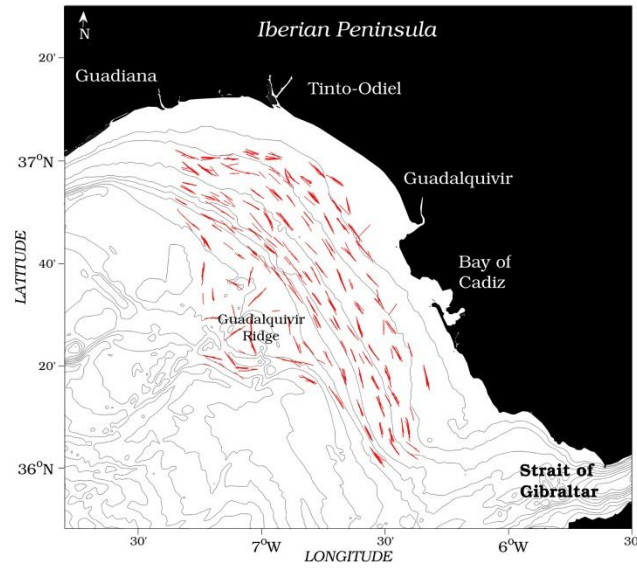 N
Iberian Peninsula
20'
Guadiana
Tinto-Odiel
37°N
Guadalquivir
LATITUDE
40'
Bay of
Cadiz
Guadalquivir
Ridge
20'
36°N
Strait of
Gibraltar
30'
7°W
30'
6°W
30'
LONGITUDE